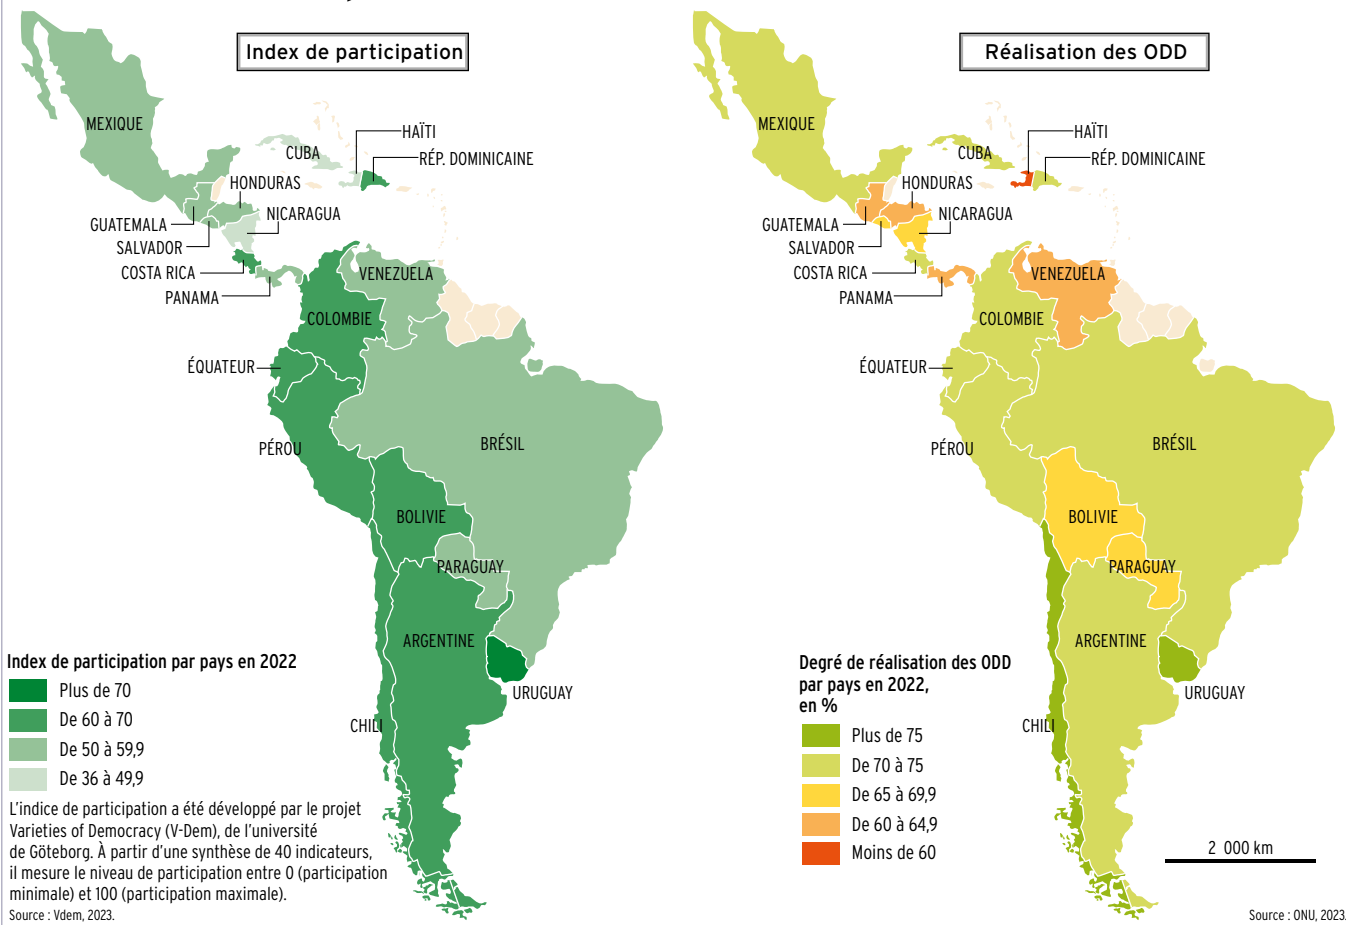 Index de participation
MEXIQUE
CUBA
HAÏTI
RÉP. DOMINICAINE
HONDURAS
NICARAGUA
GUATEMALA
SALVADOR
COSTA RICA
PANAMA
VENEZUELA
COLOMBIE
ÉQUATEUR
PÉROU
BRÉSIL
BOLIVIE
PARAGUAY
ARGENTINE
URUGUAY
CHILI
Index de participation par pays en 2022
Plus de 70
De 60 à 70
De 50 à 59,9
De 36 à 49,9
L'indice de participation a été développé par le projet
Varieties of Democracy (V-Dem), de l'université
de Göteborg. À partir d'une synthèse de 40 indicateurs,
il mesure le niveau de participation entre 0 (participation
minimale) et 100 (participation maximale).
Source : Vdem, 2023.
Réalisation des ODD
MEXIQUE
CUBA
HAÏTI
RÉP. DOMINICAINE
HONDURAS
NICARAGUA
GUATEMALA
SALVADOR
COSTA RICA
PANAMA
VENEZUELA
COLOMBIE
ÉQUATEUR
PÉROU
BRÉSIL
BOLIVIE
PARAGUAY
ARGENTINE
URUGUAY
CHILI
Degré de réalisation des ODD
par pays en 2022,
en %
Plus de 75
De 70 à 75
De 65 à 69,9
De 60 à 64,9
Moins de 60
2 000 km
Source : ONU, 2023.